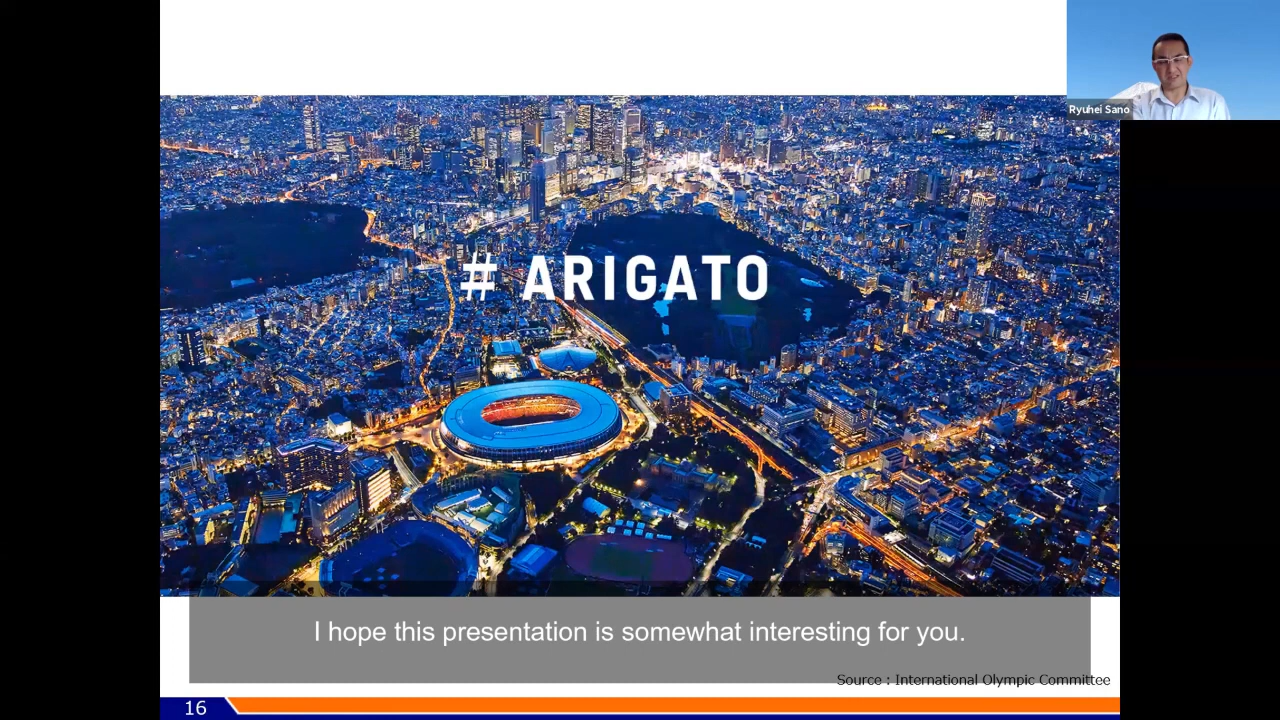 Ryuhei Sano
# ARIGATO
I hope this presentation is somewhat interesting for you.
Source : International Olympic Committee
16